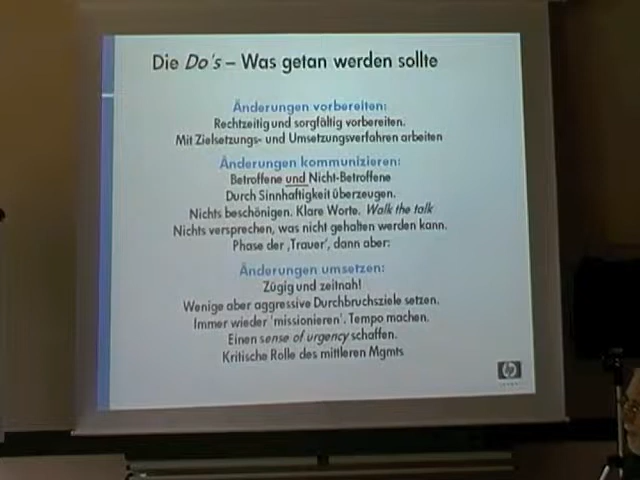 Die Do's – Was getan werden sollte
Änderungen vorbereiten:
Rechtzeitig und sorgfältig vorbereiten.
Mit Zielsetzungs- und Umsetzungsverfahren arbeiten
Änderungen kommunizieren:
Betroffene und Nicht-Betroffene
Durch Sinnhaftigkeit überzeugen.
Nichts beschönigen. Klare Worte. Walk the talk
Nichts versprechen, was nicht gehalten werden kann.
Phase der ‚Trauer', dann aber:
Änderungen umsetzen:
Zügig und zeitnah!
Wenige aber aggressive Durchbruchsziele setzen.
Immer wieder 'missionieren'. Tempo machen.
Einen sense of urgency schaffen.
Kritische Rolle des mittleren Mgmts
hp